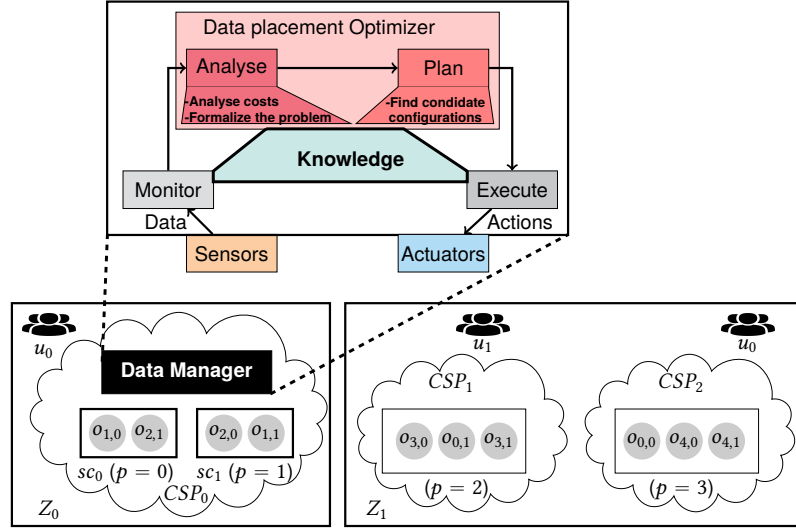 Data placement Optimizer
Analyse
Plan
-Analyse costs
-Formalize the problem
-Find candidate
configurations
Knowledge
Monitor
Execute
Data
Actions
Sensors
Actuators
u₀
Data Manager
o₁,₀ o₂,₁
o₂,₀ o₁,₁
sc₀ (p = 0)
sc₁ (p = 1)
CSP₀
Z₀
u₁
u₀
CSP₁
CSP₂
o₃,₀ o₀,₁ o₃,₁
o₀,₀ o₄,₀ o₄,₁
(p = 2)
(p = 3)
Z₁